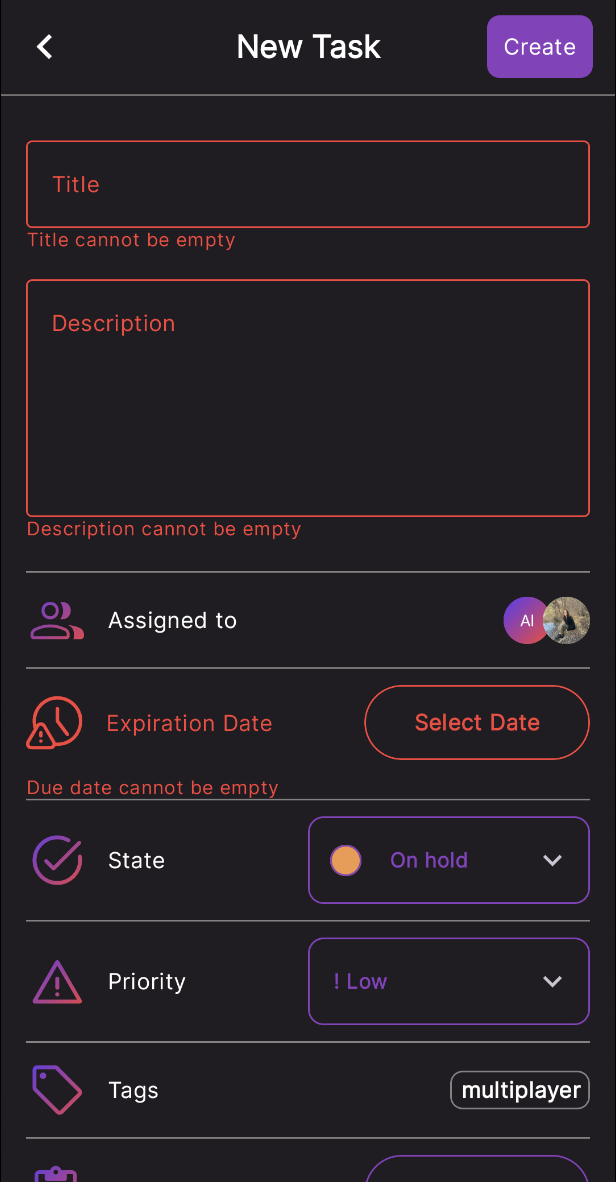 New Task
Create
Title
Title cannot be empty
Description
Description cannot be empty
Assigned to
AI
Expiration Date
Select Date
Due date cannot be empty
State
On hold
Priority
! Low
Tags
multiplayer